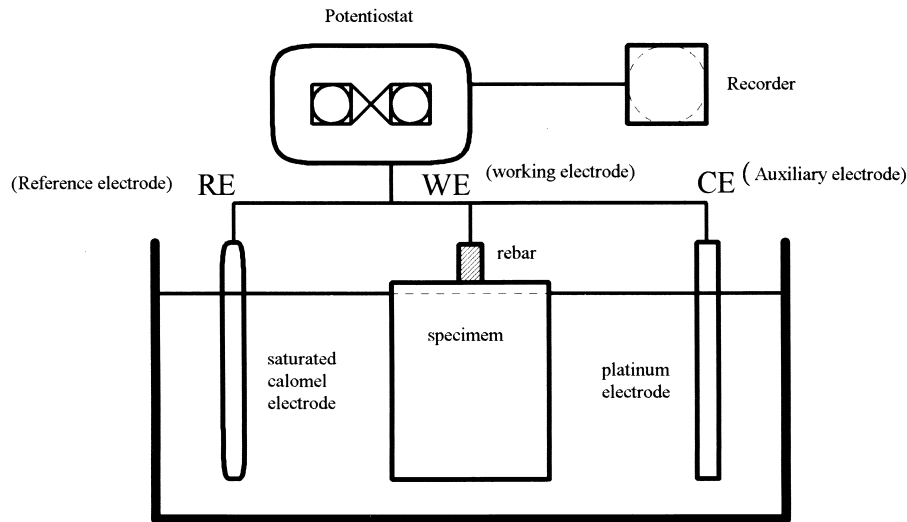 Potentiostat
Recorder
(Reference electrode) RE
WE (working electrode)
CE (Auxiliary electrode)
rebar
specimem
saturated
calomel
electrode
platinum
electrode